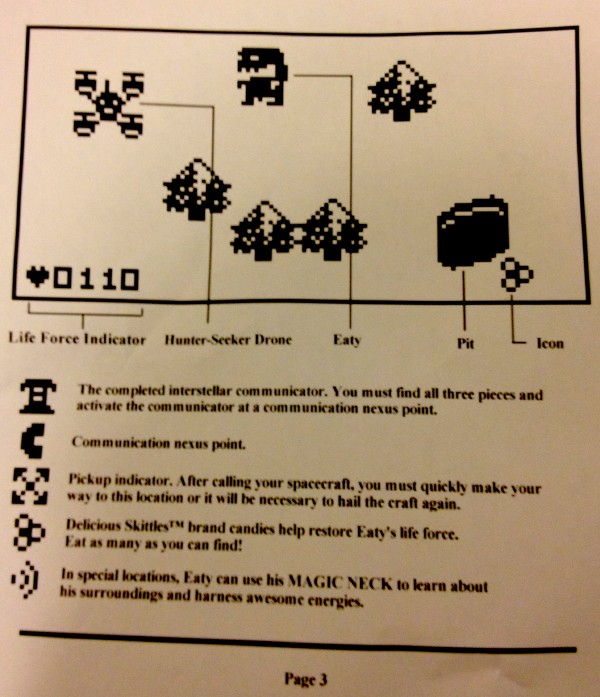 0110
Life Force Indicator
Hunter-Seeker Drone
Eaty
Pit
Icon
The completed interstellar communicator. You must find all three pieces and
activate the communicator at a communication nexus point.
Communication nexus point.
Pickup indicator. After calling your spacecraft, you must quickly make your
way to this location or it will be necessary to hail the craft again.
Delicious Skittles™ brand candies help restore Eaty's life force.
Eat as many as you can find!
In special locations, Eaty can use his MAGIC NECK to learn about
his surroundings and harness awesome energies.
Page 3